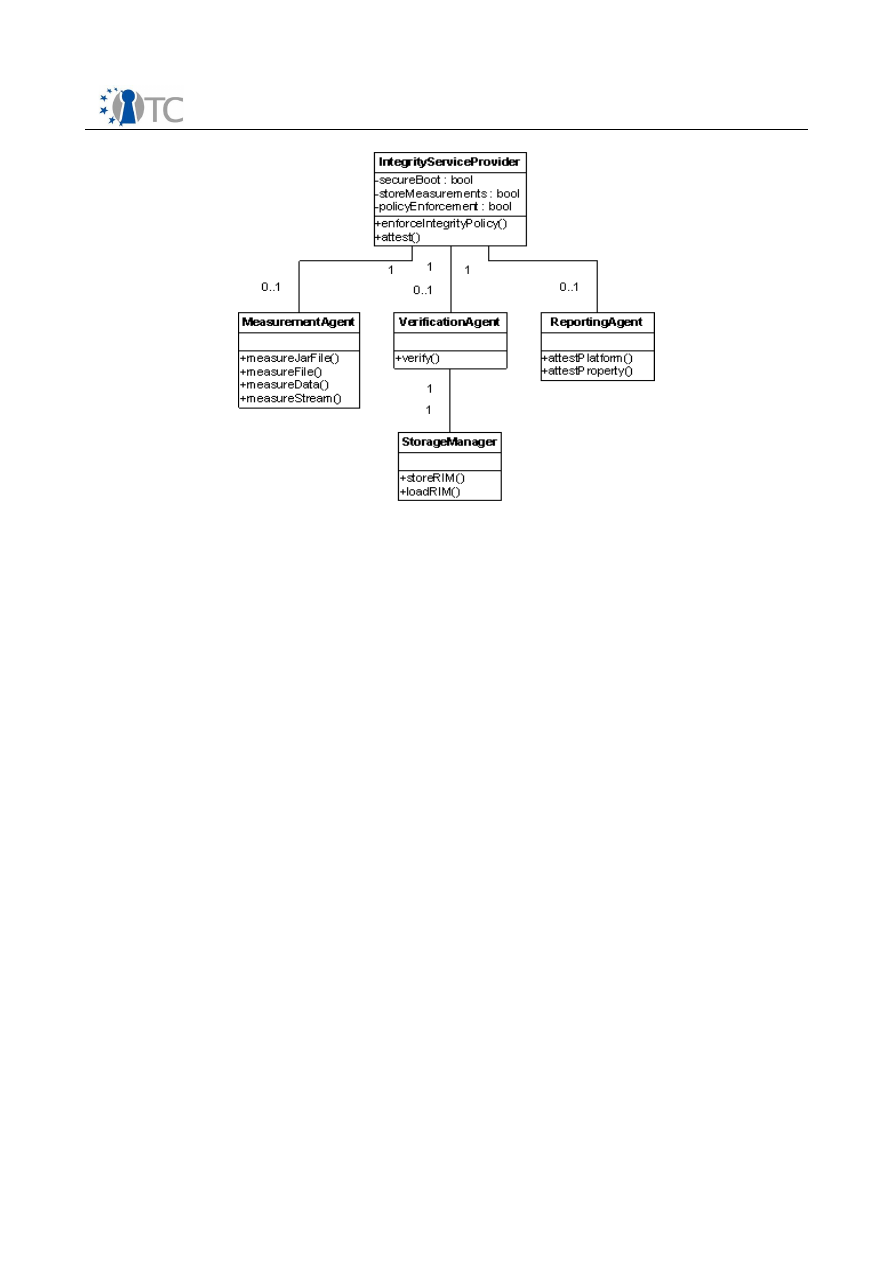 TC
IntegrityServiceProvider
-secureBoot : bool
-storeMeasurements : bool
-policyEnforcement : bool
+enforceIntegrityPolicy()
+attest()
1
1
1
0..1
0..1
0..1
MeasurementAgent
+measureJarFile()
+measureFile()
+measureData()
+measureStream()
VerificationAgent
+verify()
ReportingAgent
+attestPlatform()
+attestProperty()
1
1
StorageManager
+storeRIM()
+loadRIM()